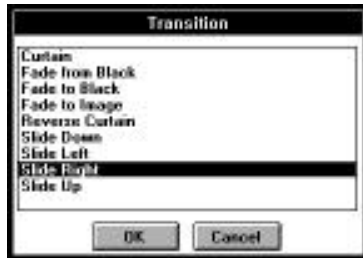 Transition
Curtain
Fade from Black
Fade to Black
Fade to Image
Reverse Curtain
Slide Down
Slide Left
Slide Right
Slide Up
OK
Cancel